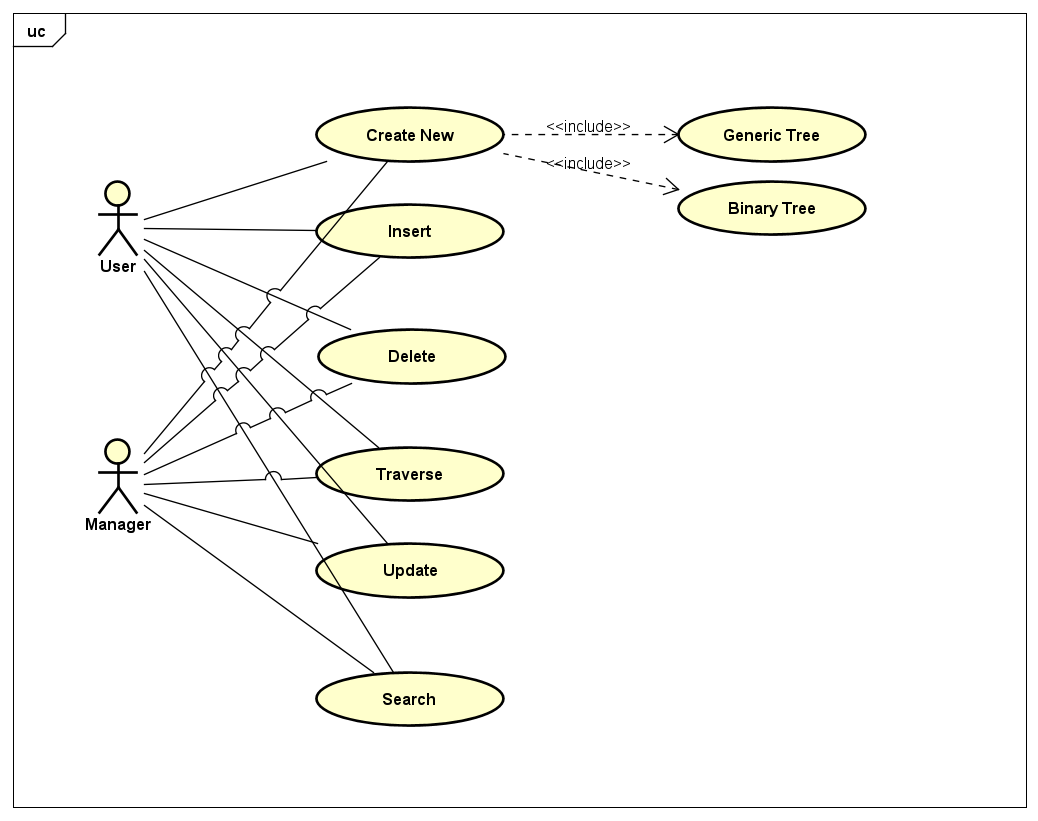 uc
Create New
<<include>>
Generic Tree
<<include>>
Binary Tree
User
Insert
Delete
Manager
Traverse
Update
Search